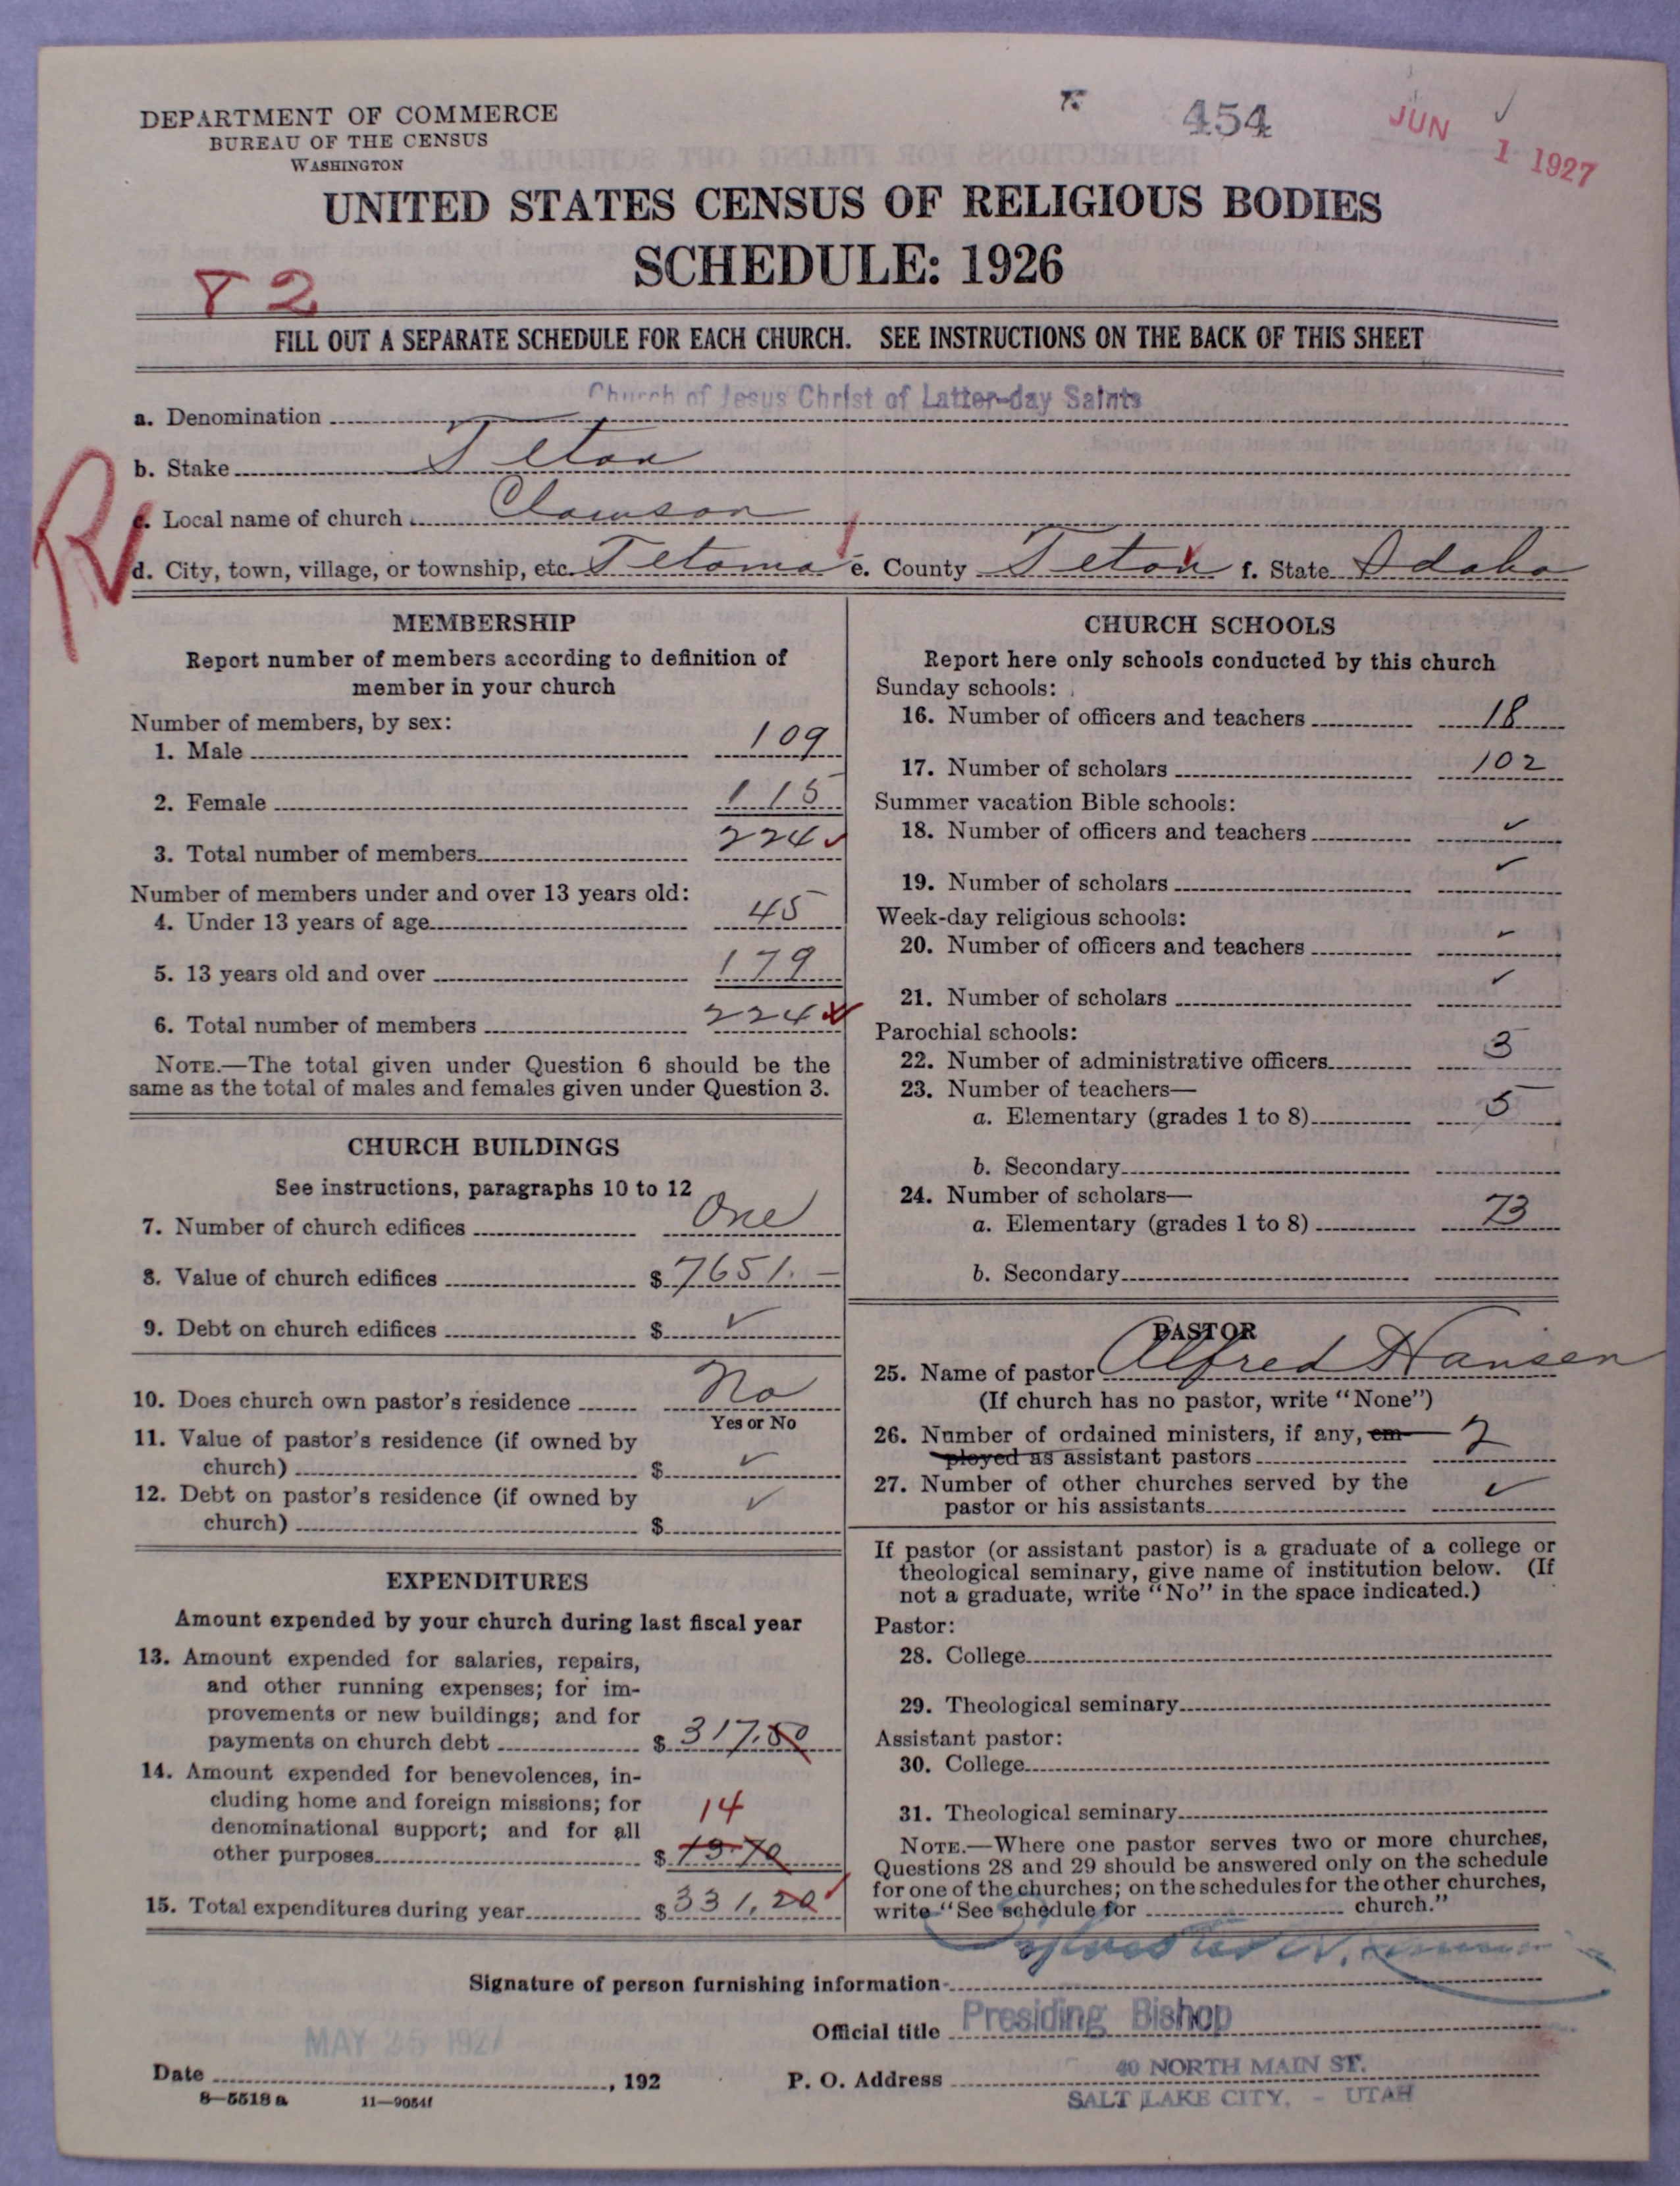 DEPARTMENT OF COMMERCE
BUREAU OF THE CENSUS
WASHINGTON
454
JUN 1 1927
UNITED STATES CENSUS OF RELIGIOUS BODIES
SCHEDULE: 1926
82
FILL OUT A SEPARATE SCHEDULE FOR EACH CHURCH. SEE INSTRUCTIONS ON THE BACK OF THIS SHEET
a. Denomination Church of Jesus Christ of Latter-day Saints
b. Stake Teton
c. Local name of church Clawson
d. City, town, village, or township, etc. Tetonia e. County Teton f. State Idaho
MEMBERSHIP
Report number of members according to definition of
member in your church
Number of members, by sex:
1. Male 109
2. Female 115
3. Total number of members 224
Number of members under and over 13 years old:
4. Under 13 years of age 45
5. 13 years old and over 179
6. Total number of members 224
NOTE.—The total given under Question 6 should be the
same as the total of males and females given under Question 3.
CHURCH BUILDINGS
See instructions, paragraphs 10 to 12
7. Number of church edifices One
8. Value of church edifices $ 7651.—
9. Debt on church edifices $ ✓
10. Does church own pastor's residence No
Yes or No
11. Value of pastor's residence (if owned by
church) $ ✓
12. Debt on pastor's residence (if owned by
church) $ ✓
EXPENDITURES
Amount expended by your church during last fiscal year
13. Amount expended for salaries, repairs,
and other running expenses; for im-
provements or new buildings; and for
payments on church debt $ 317.50
14. Amount expended for benevolences, in-
cluding home and foreign missions; for
denominational support; and for all
14
other purposes $ 13.70
15. Total expenditures during year $ 331.20
CHURCH SCHOOLS
Report here only schools conducted by this church
Sunday schools:
16. Number of officers and teachers 18
17. Number of scholars 102
Summer vacation Bible schools:
18. Number of officers and teachers ✓
19. Number of scholars ✓
Week-day religious schools:
20. Number of officers and teachers ✓
21. Number of scholars ✓
Parochial schools:
22. Number of administrative officers 3
23. Number of teachers—
a. Elementary (grades 1 to 8) 5
b. Secondary
24. Number of scholars—
a. Elementary (grades 1 to 8) 73
b. Secondary
PASTOR
25. Name of pastor Alfred Hansen
(If church has no pastor, write "None")
26. Number of ordained ministers, if any, em-
ployed as assistant pastors 2
27. Number of other churches served by the
pastor or his assistants ✓
If pastor (or assistant pastor) is a graduate of a college or
theological seminary, give name of institution below. (If
not a graduate, write "No" in the space indicated.)
Pastor:
28. College
29. Theological seminary
Assistant pastor:
30. College
31. Theological seminary
NOTE.—Where one pastor serves two or more churches,
Questions 28 and 29 should be answered only on the schedule
for one of the churches; on the schedules for the other churches,
write "See schedule for church."
Signature of person furnishing information
Official title Presiding Bishop
MAY 25 1927
Date , 192
P. O. Address 40 NORTH MAIN ST.
SALT LAKE CITY, - UTAH
8—5518 a 11—9054f